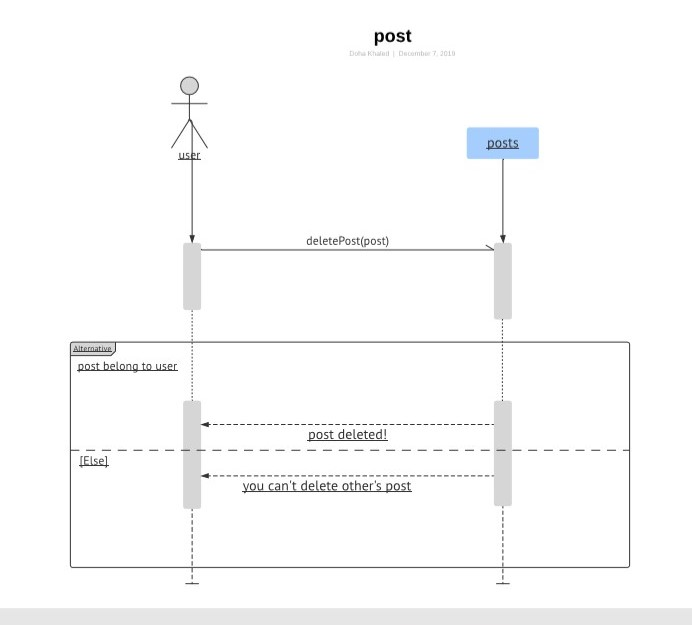 post
Doha Khaled | December 7, 2019
user
posts
deletePost(post)
Alternative
post belong to user
post deleted!
[Else]
you can't delete other's post